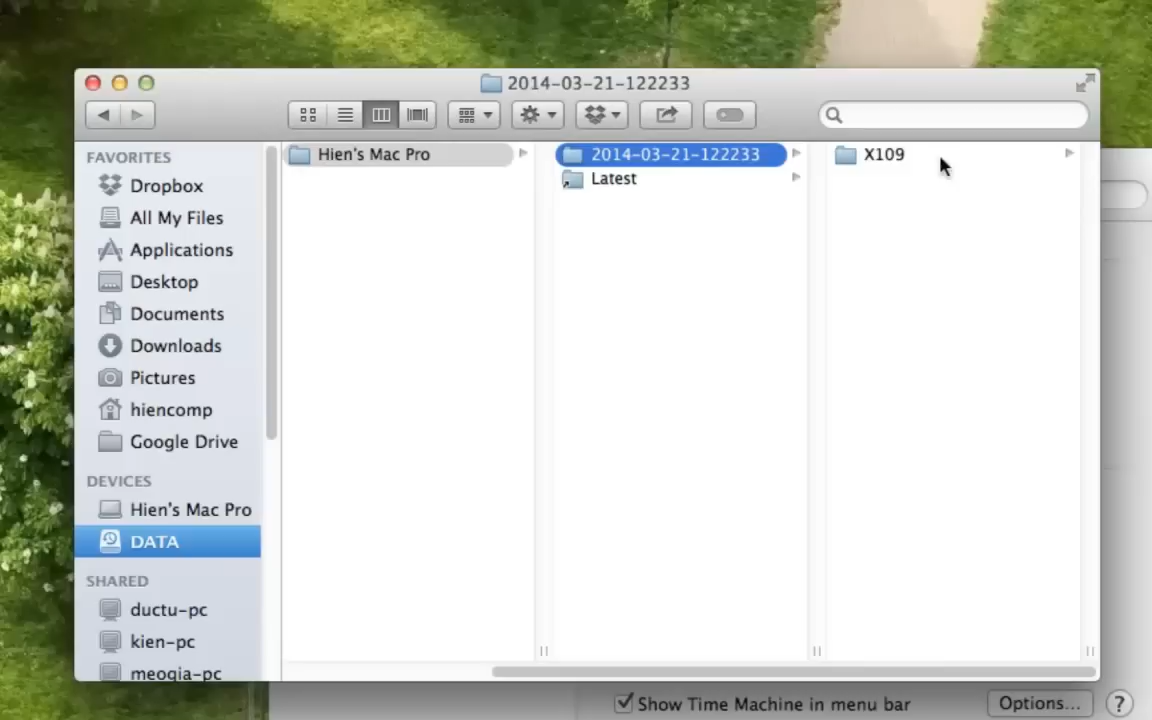 2014-03-21-122233
FAVORITES
Dropbox
All My Files
Applications
Desktop
Documents
Downloads
Pictures
hiencomp
Google Drive
DEVICES
Hien's Mac Pro
DATA
SHARED
ductu-pc
kien-pc
meogia-pc
Hien's Mac Pro
2014-03-21-122233
Latest
X109
Show Time Machine in menu bar
Options...
?